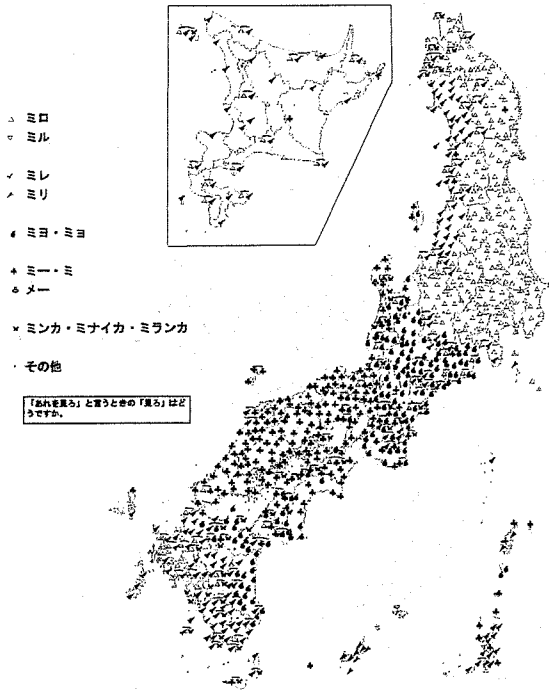 ミロ
ミル
ミレ
ミリ
ミヨ・ミョ
ミー・ミ
メー
ミンカ・ミナイカ・ミランカ
その他
「あれを見ろ」と言うときの「見ろ」はど
うですか。